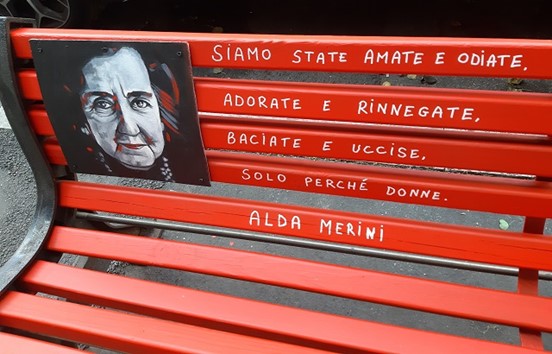 SIAMO STATE AMATE E ODIATE,
ADORATE E RINNEGATE,
BACIATE E UCCISE,
SOLO PERCHÉ DONNE.
ALDA MERINI